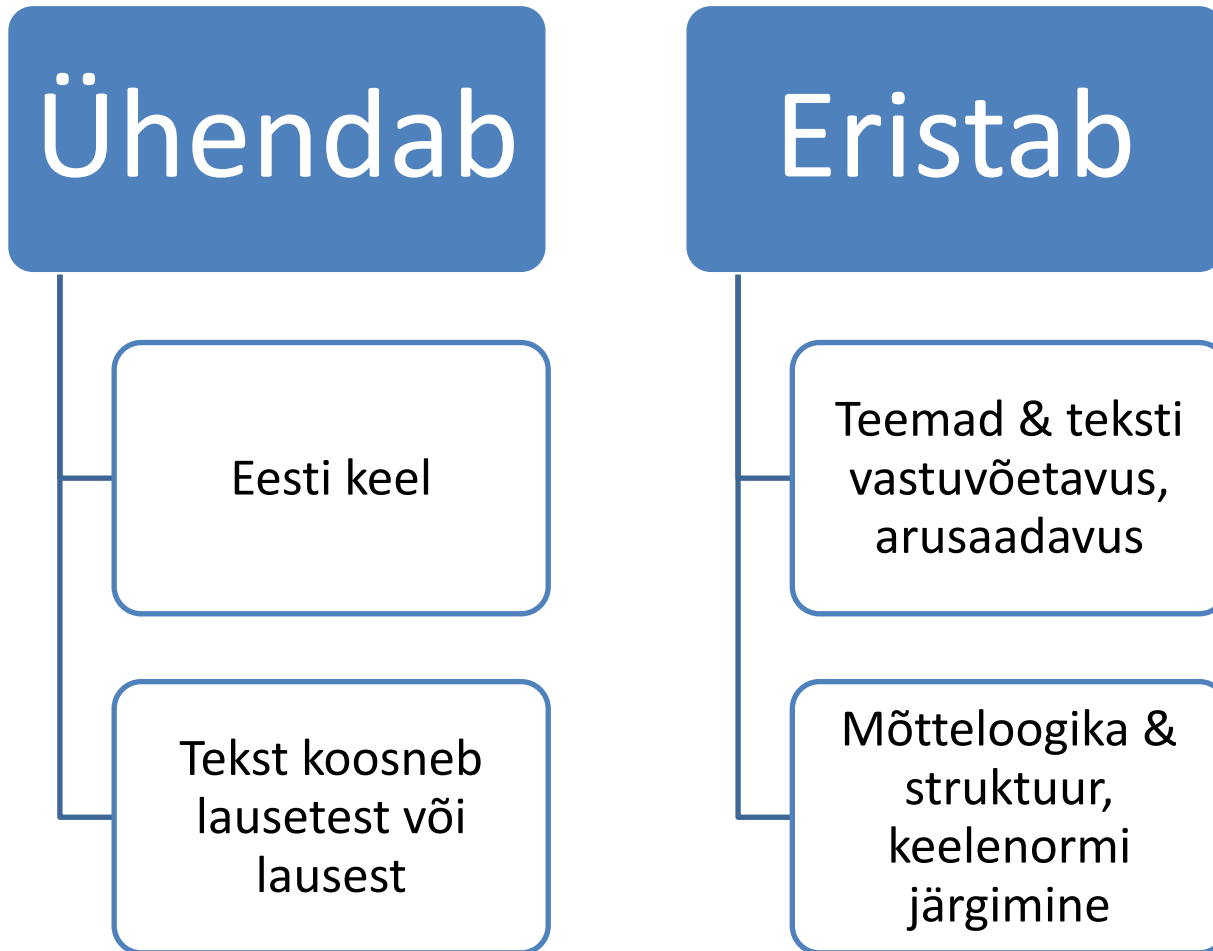 Ühendab
Eesti keel
Tekst koosneb
lausetest või
lausest
Eristab
Teemad & teksti
vastuvõetavus,
arusaadavus
Mõtteloogika &
struktuur,
keelenormi
järgimine